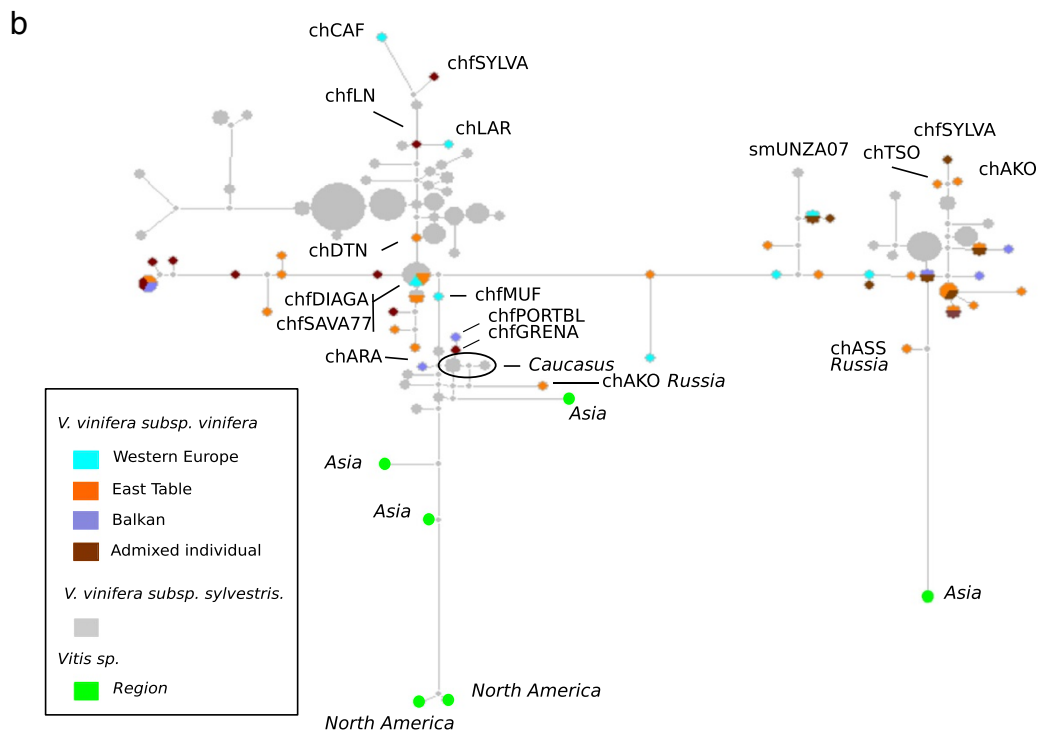 b
chCAF
chfSYLVA
chfLN
chLAR
chfSYLVA
smUNZA07
chTSO
chAKO
chDTN
chfDIAGA
chfMUF
chfSAVA77
chfPORTBL
chfGRENA
chARA
Caucasus
chASS
Russia
chAKO Russia
Asia
V. vinifera subsp. vinifera
Western Europe
East Table
Balkan
Admixed individual
V. vinifera subsp. sylvestris.
Vitis sp.
Region
Asia
Asia
Asia
North America
North America